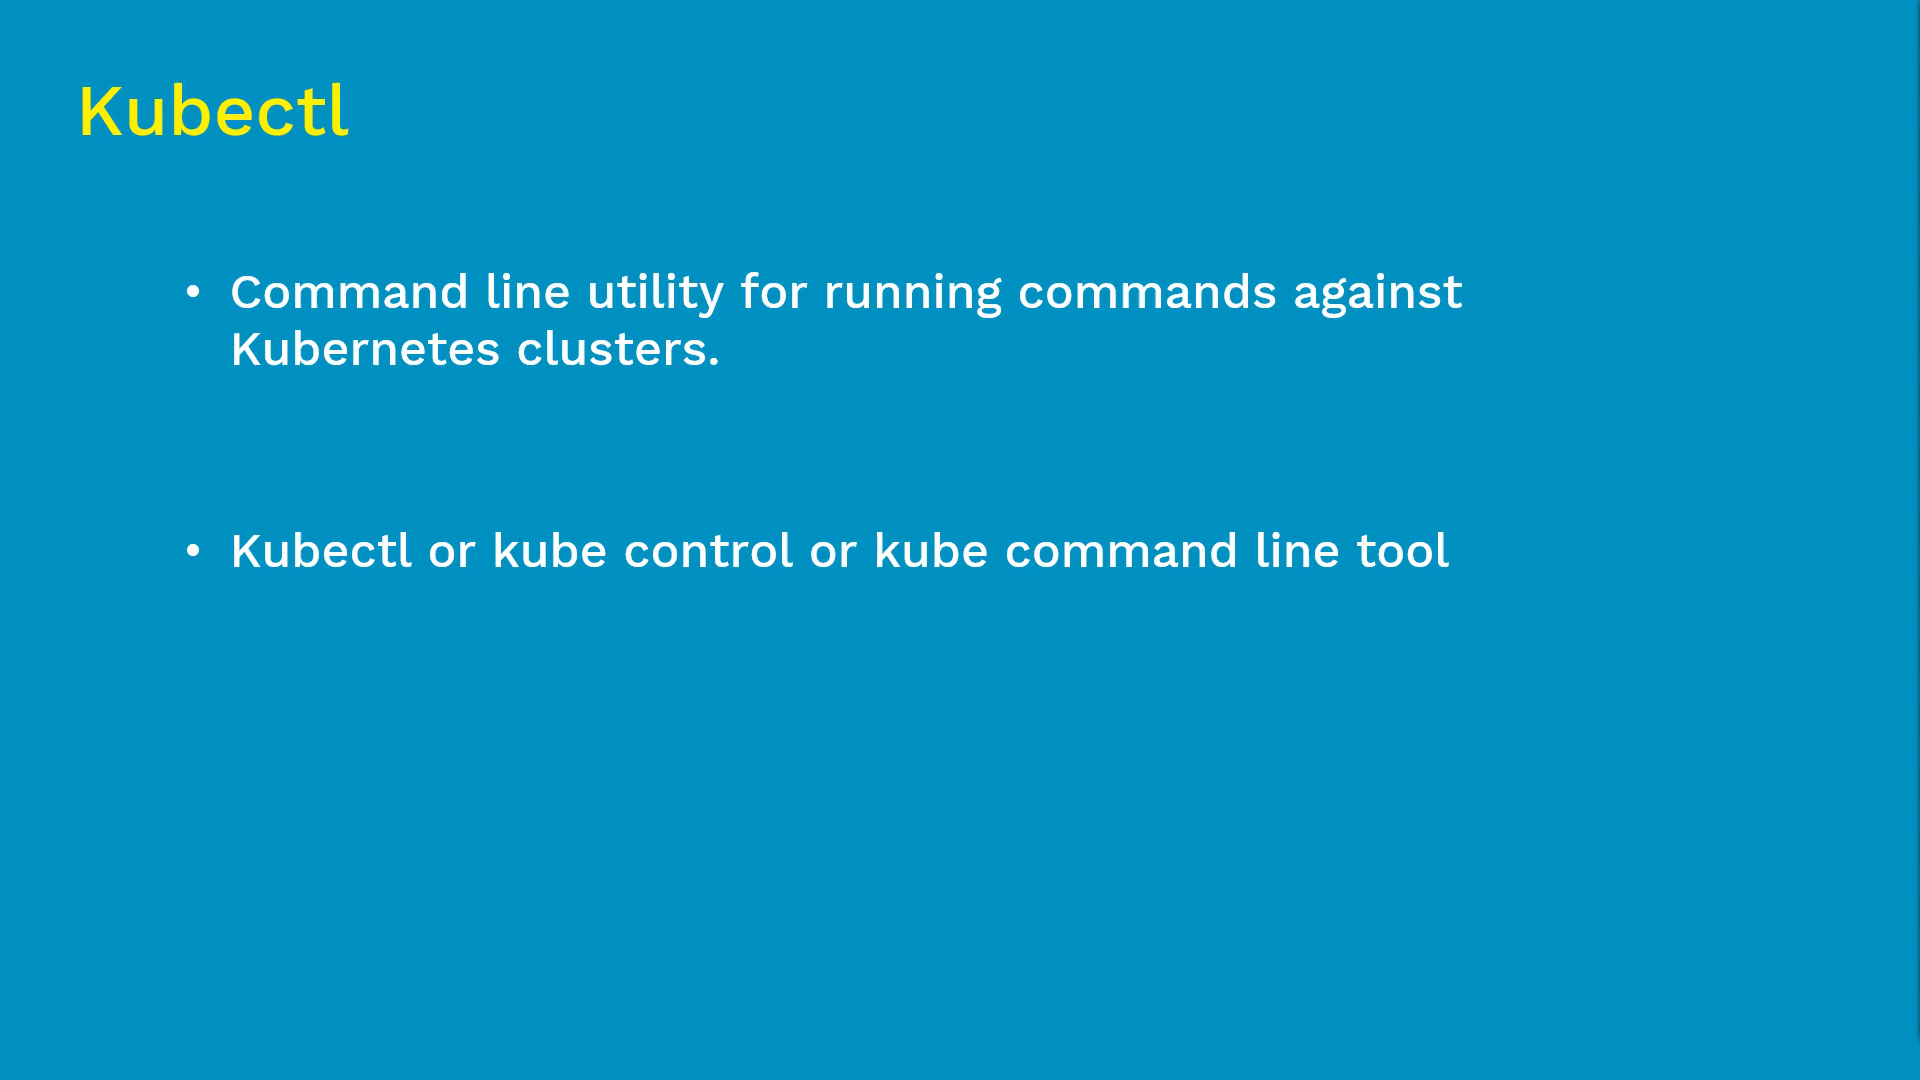 Kubectl
• Command line utility for running commands against
Kubernetes clusters.
• Kubectl or kube control or kube command line tool